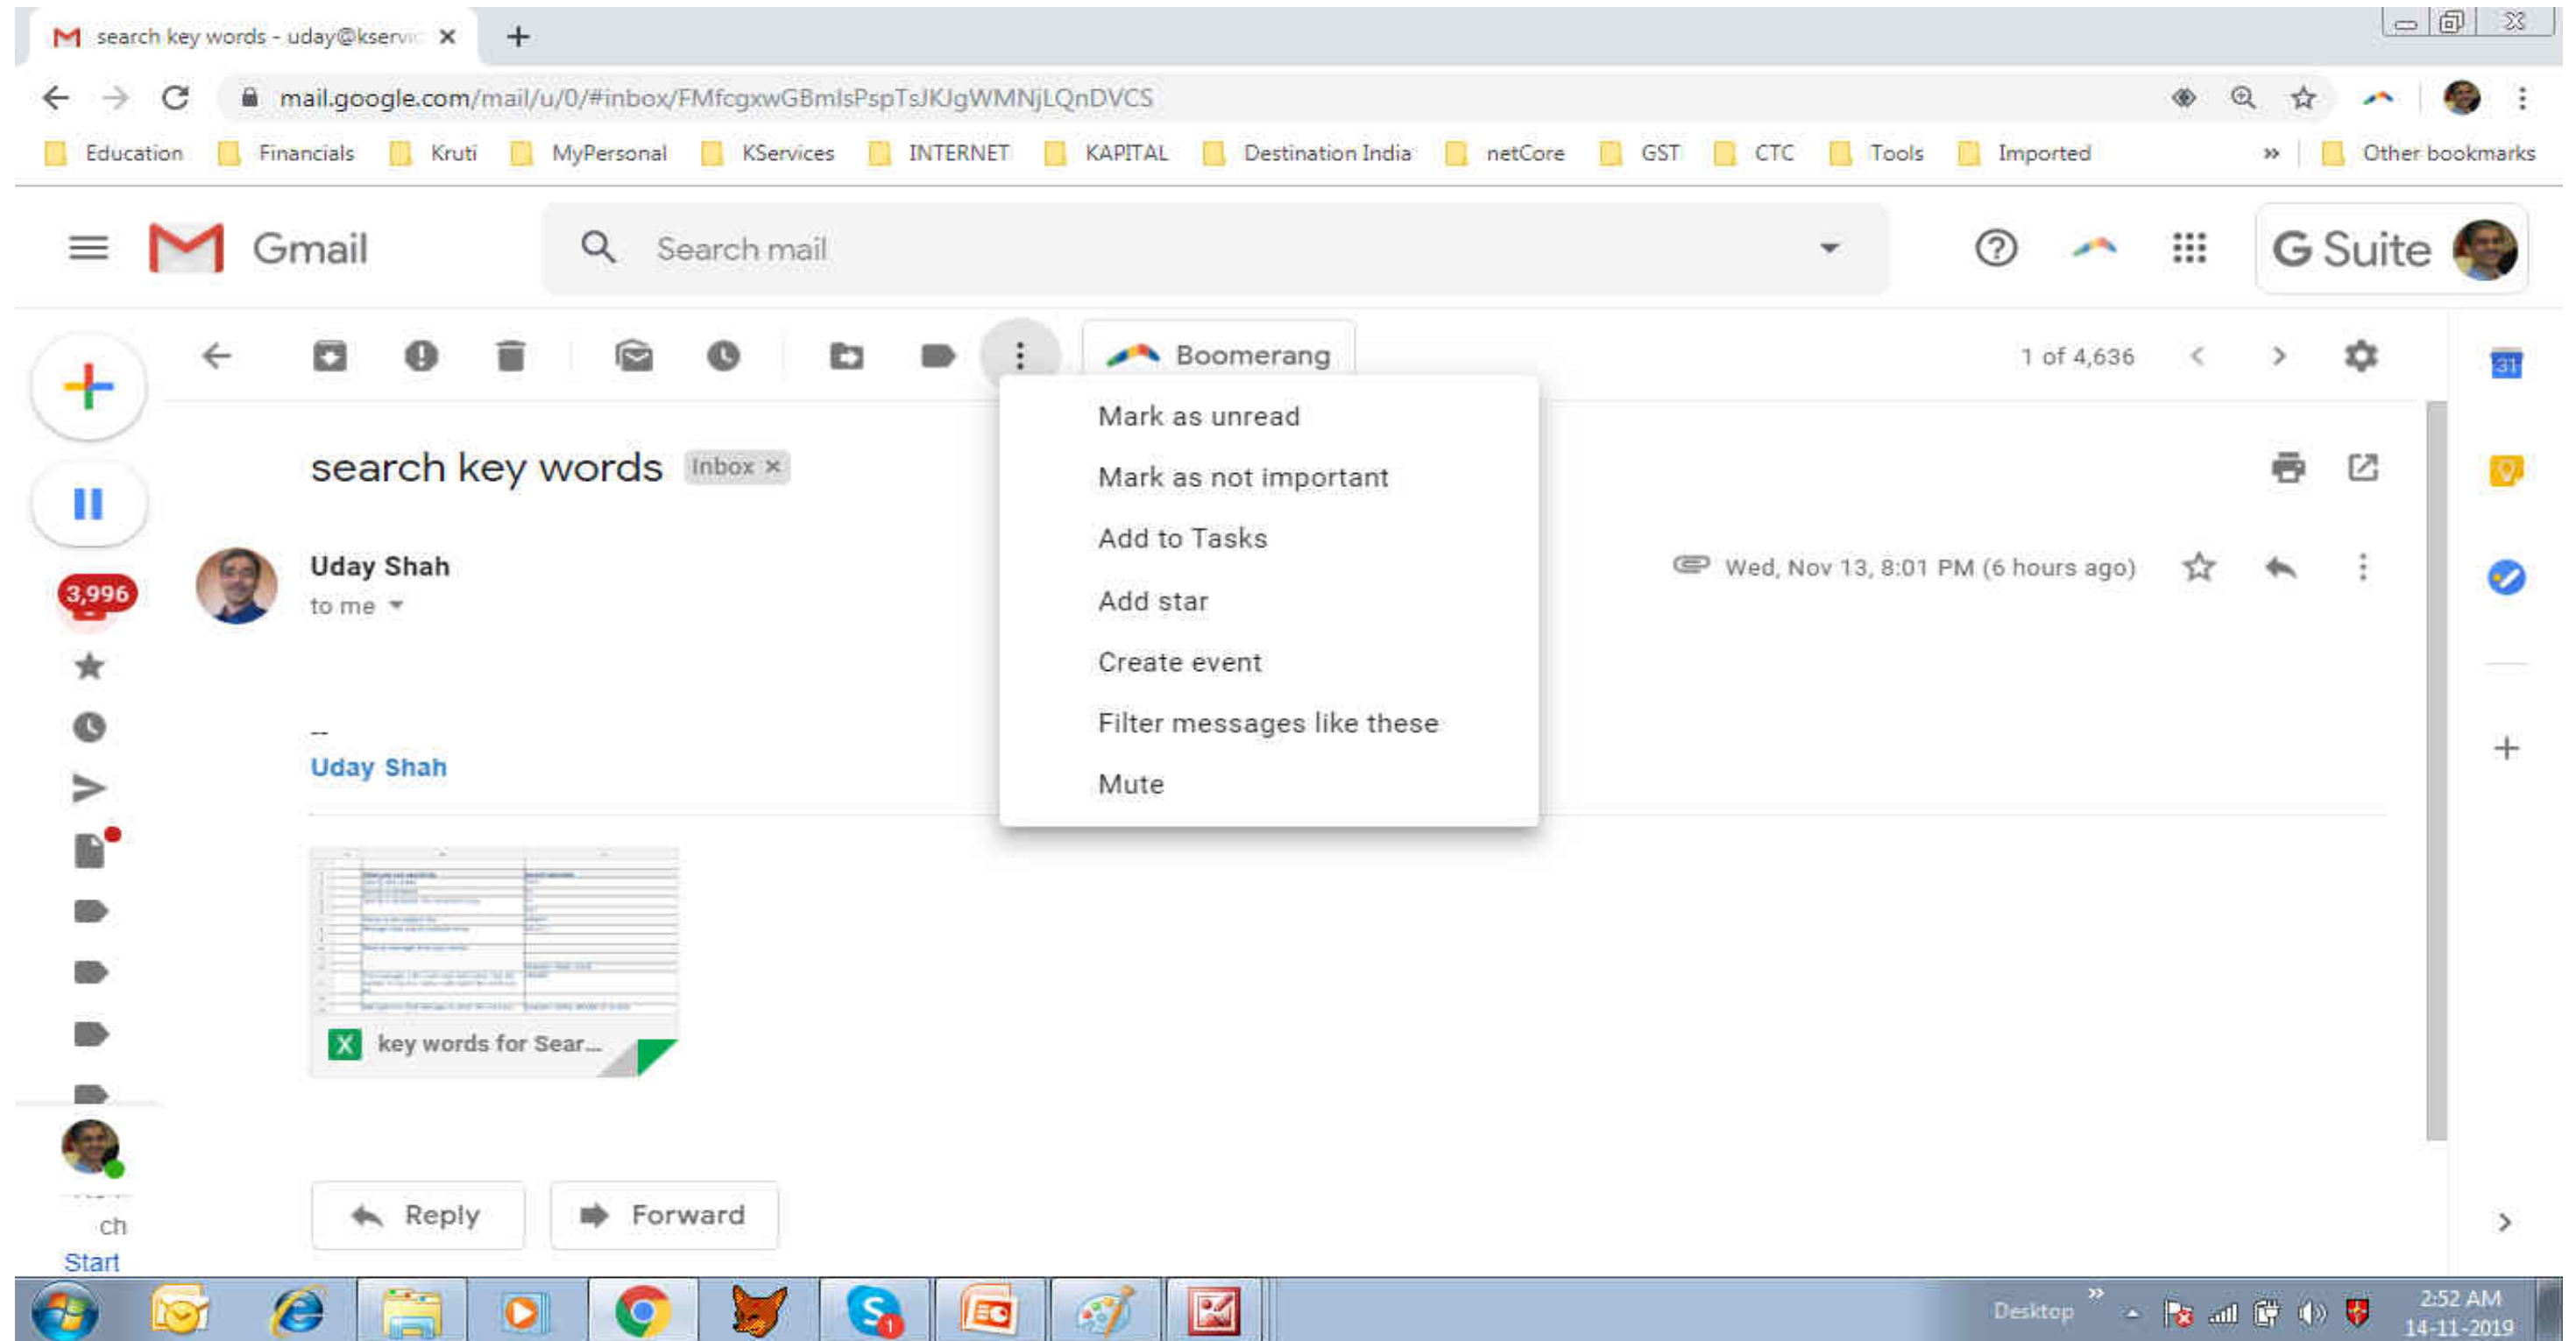 search key words - uday@kservic
mail.google.com/mail/u/0/#inbox/FMfcgxwGBmlsPspTsJKJgWMNjLQnDVCS
Education Financials Kruti MyPersonal KServices INTERNET KAPITAL Destination India netCore GST CTC Tools Imported » Other bookmarks
Gmail Search mail G Suite
Boomerang 1 of 4,636
31
Mark as unread
search key words Inbox ×
Mark as not important
Add to Tasks
Uday Shah Wed, Nov 13, 8:01 PM (6 hours ago)
3,996
to me
Add star
Create event
Filter messages like these
--
Uday Shah
Mute
X key words for Sear...
Reply Forward
ch
Start
S 1
Desktop » 2:52 AM
14-11-2019